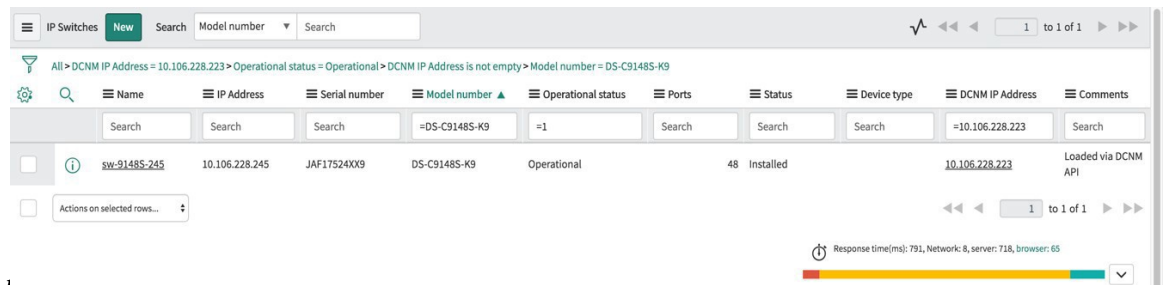 IP Switches New Search Model number Search 1 to 1 of 1
All > DCNM IP Address = 10.106.228.223 > Operational status = Operational > DCNM IP Address is not empty > Model number = DS-C9148S-K9
Name IP Address Serial number Model number ▲ Operational status Ports Status Device type DCNM IP Address Comments
Search Search Search =DS-C9148S-K9 =1 Search Search Search =10.106.228.223 Search
sw-9148S-245 10.106.228.245 JAF17524XX9 DS-C9148S-K9 Operational 48 Installed 10.106.228.223 Loaded via DCNM
API
Actions on selected rows... 1 to 1 of 1
Response time(ms): 791, Network: 8, server: 718, browser: 65